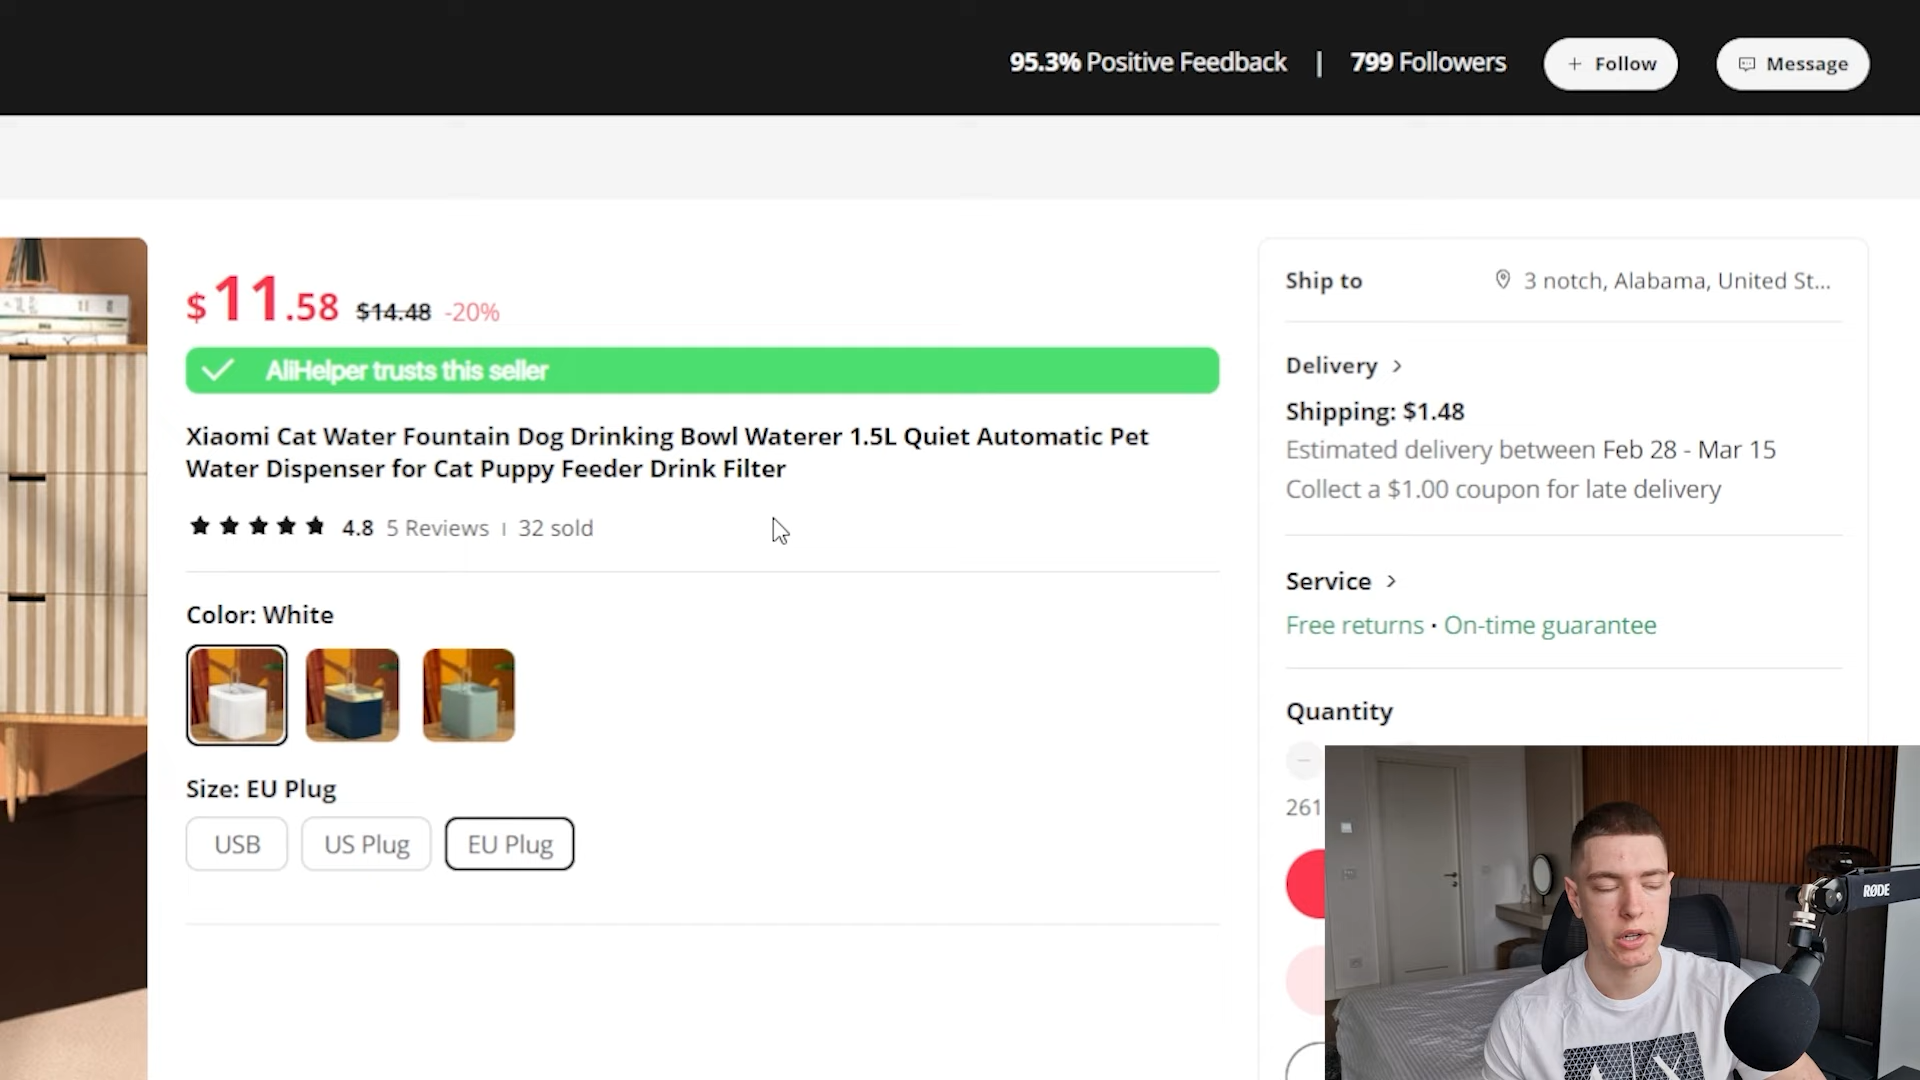 95.3% Positive Feedback | 799 Followers + Follow Message
$11.58 $14.48 -20%
AliHelper trusts this seller
Xiaomi Cat Water Fountain Dog Drinking Bowl Waterer 1.5L Quiet Automatic Pet
Water Dispenser for Cat Puppy Feeder Drink Filter
4.8 5 Reviews | 32 sold
Color: White
Size: EU Plug
USB US Plug EU Plug
Ship to 3 notch, Alabama, United St...
Delivery >
Shipping: $1.48
Estimated delivery between Feb 28 - Mar 15
Collect a $1.00 coupon for late delivery
Service >
Free returns · On-time guarantee
Quantity
261
RØDE